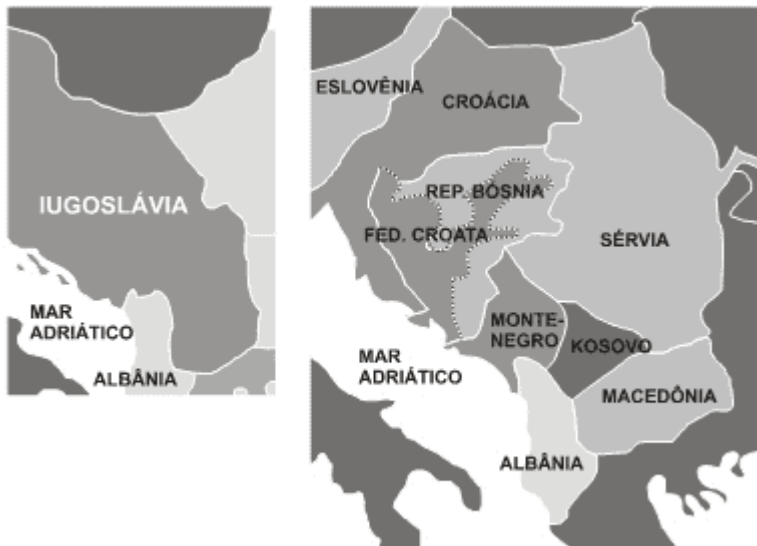 IUGOSLÁVIA
MAR
ADRIÁTICO
ALBÂNIA
ESLOVÊNIA
CROÁCIA
REP. BÓSNIA
FED. CROATA
SÉRVIA
MONTE-
NEGRO
KOSOVO
MAR
ADRIÁTICO
MACEDÔNIA
ALBÂNIA